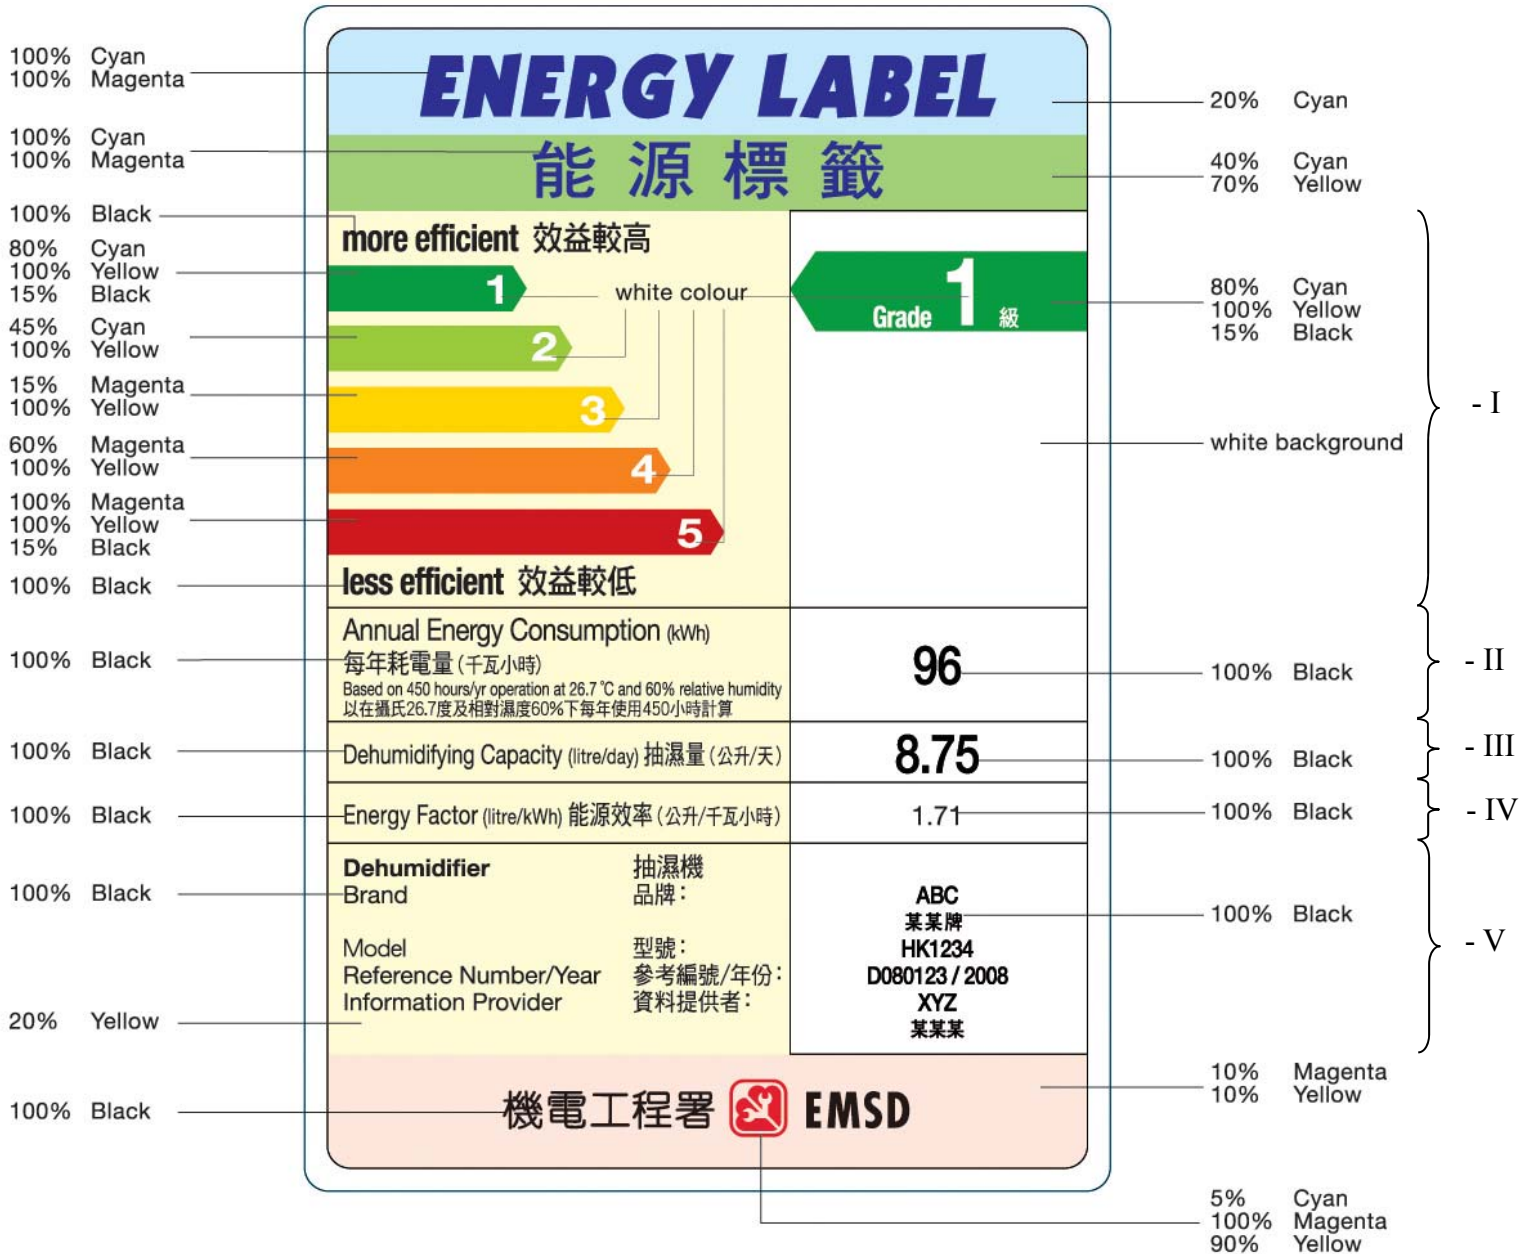 100% Cyan
100% Magenta
ENERGY LABEL
20% Cyan
100% Cyan
100% Magenta
能源標籤
40% Cyan
70% Yellow
100% Black
more efficient 效益較高
80% Cyan
100% Yellow
15% Black
1
white colour
Grade 1 級
80% Cyan
100% Yellow
15% Black
45% Cyan
100% Yellow
2
15% Magenta
100% Yellow
3
- I
60% Magenta
100% Yellow
4
white background
100% Magenta
100% Yellow
15% Black
5
100% Black
less efficient 效益較低
Annual Energy Consumption (kWh)
100% Black
每年耗電量(千瓦小時)
96
100% Black
- II
Based on 450 hours/yr operation at 26.7 °C and 60% relative humidity
以在攝氏26.7度及相對濕度60%下每年使用450小時計算
100% Black
Dehumidifying Capacity (litre/day) 抽濕量(公升/天)
8.75
100% Black
- III
100% Black
Energy Factor (litre/kWh) 能源效率(公升/千瓦小時)
1.71
100% Black
- IV
Dehumidifier 抽濕機
100% Black
Brand 品牌：
ABC
某某牌
100% Black
- V
Model 型號：
HK1234
Reference Number/Year 參考編號/年份：
D080123 / 2008
Information Provider 資料提供者：
XYZ
某某某
20% Yellow
10% Magenta
10% Yellow
100% Black
機電工程署 EMSD
5% Cyan
100% Magenta
90% Yellow